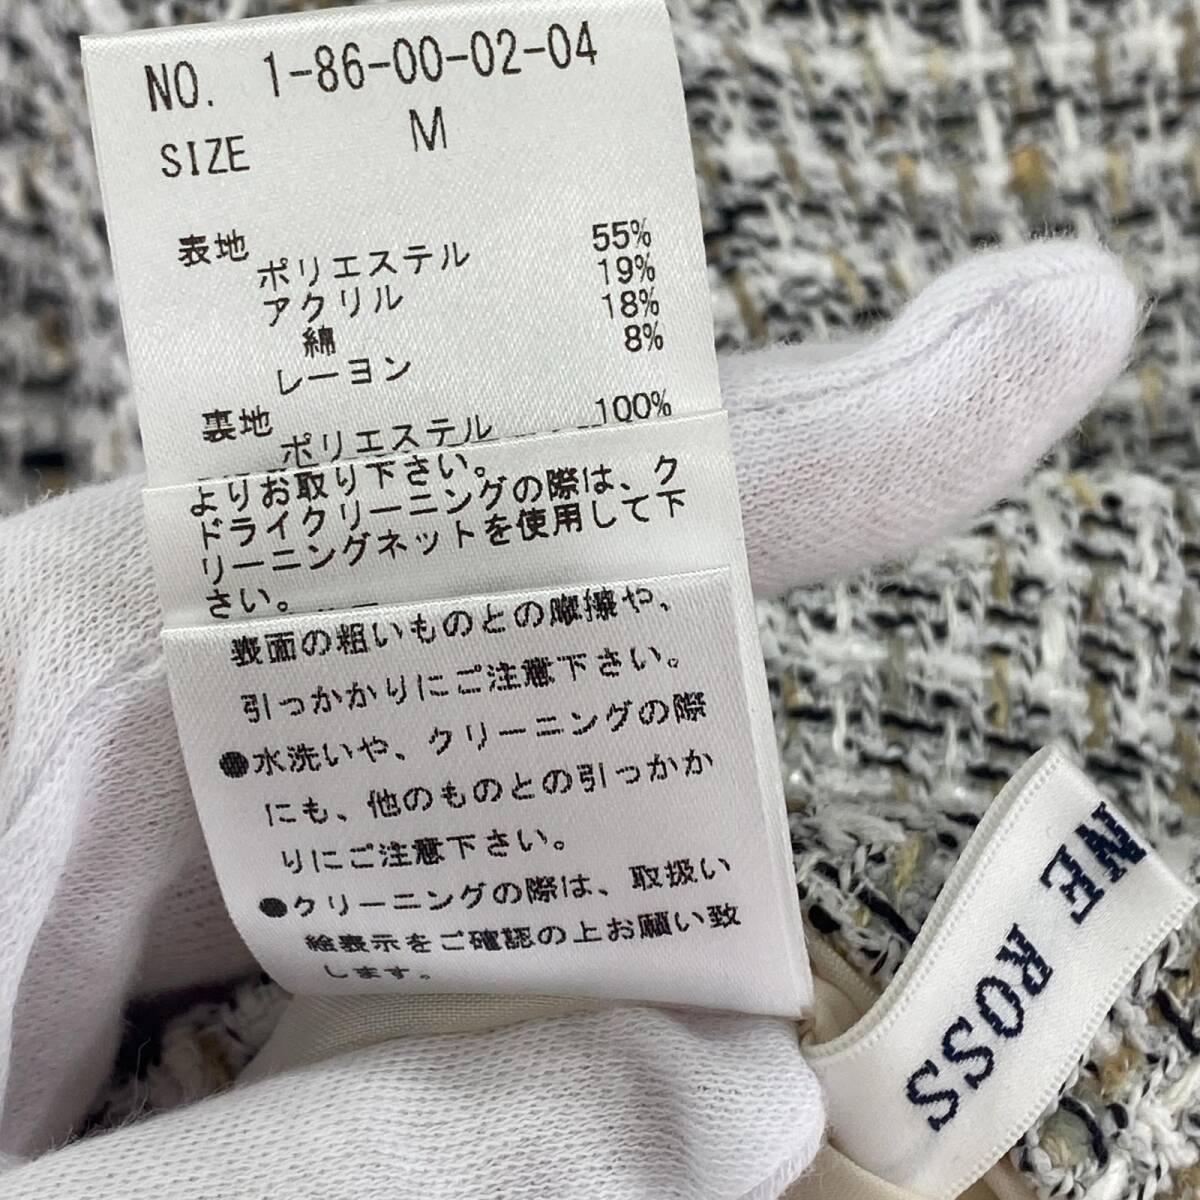 NO. 1-86-00-02-04
SIZE M
表地
ポリエステル 55%
アクリル 19%
綿 18%
レーヨン 8%
裏地
ポリエステル 100%
よりお取り下さい。
ドライクリーニングの際は、ク
リーニングネットを使用して下
さい。
表面の粗いものとの摩擦や、
引っかかりにご注意下さい。
●水洗いや、クリーニングの際
にも、他のものとの引っかか
りにご注意下さい。
●クリーニングの際は、取扱い
絵表示をご確認の上お願い致
します。
NE ROSS